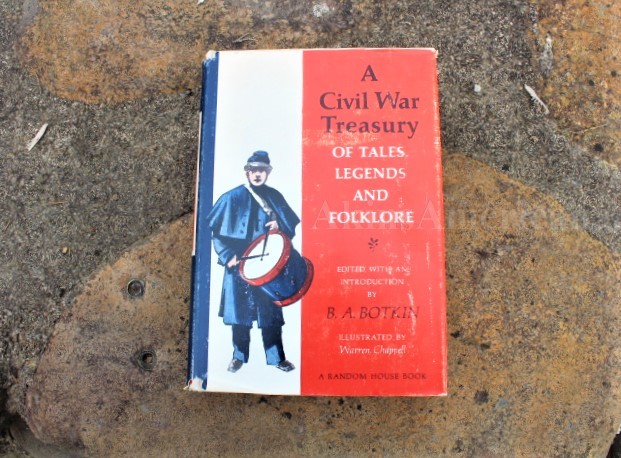 A
Civil War
Treasury
OF TALES,
LEGENDS
AND
FOLKLORE
EDITED, WITH AN
INTRODUCTION
BY
B. A. BOTKIN
ILLUSTRATED BY
Warren Chappell
A RANDOM HOUSE BOOK